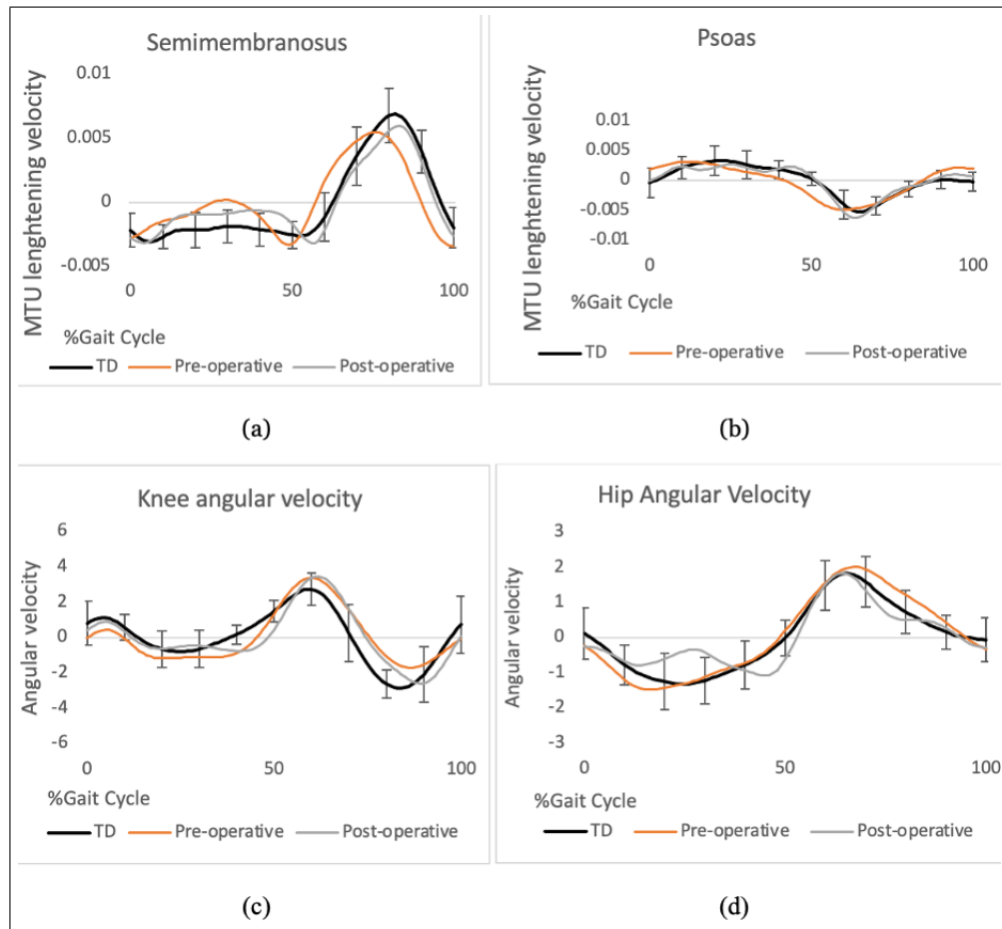 Semimembranosus
0.01
0.005
0
-0.005
MTU lenghtening velocity
0 50 100
%Gait Cycle
TD Pre-operative Post-operative
(a)
Psoas
0.01
0.005
0
-0.005
-0.01
MTU lengthning velocity
0 50 100
%Gait Cycle
TD Pre-operative Post-operative
(b)
Knee angular velocity
6
4
2
0
-2
-4
-6
Angular velocity
0 50 100
%Gait Cycle
TD Pre-operative Post-operative
(c)
Hip Angular Velocity
3
2
1
0
-1
-2
-3
Angular velocity
0 50 100
%Gait Cycle
TD Pre-operative Post-operative
(d)